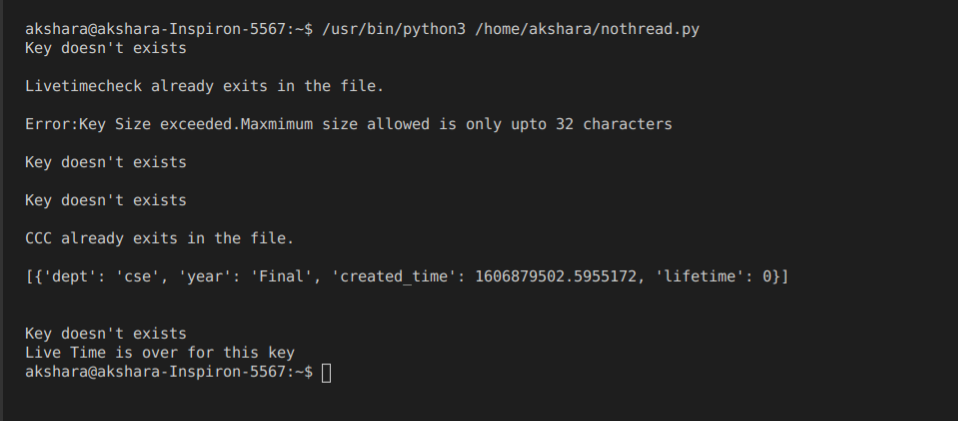 akshara@akshara-Inspiron-5567:~$ /usr/bin/python3 /home/akshara/nothread.py
Key doesn't exists
Livetimecheck already exits in the file.
Error:Key Size exceeded.Maxmimum size allowed is only upto 32 characters
Key doesn't exists
Key doesn't exists
CCC already exits in the file.
[{'dept': 'cse', 'year': 'Final', 'created_time': 1606879502.5955172, 'lifetime': 0}]
Key doesn't exists
Live Time is over for this key
akshara@akshara-Inspiron-5567:~$